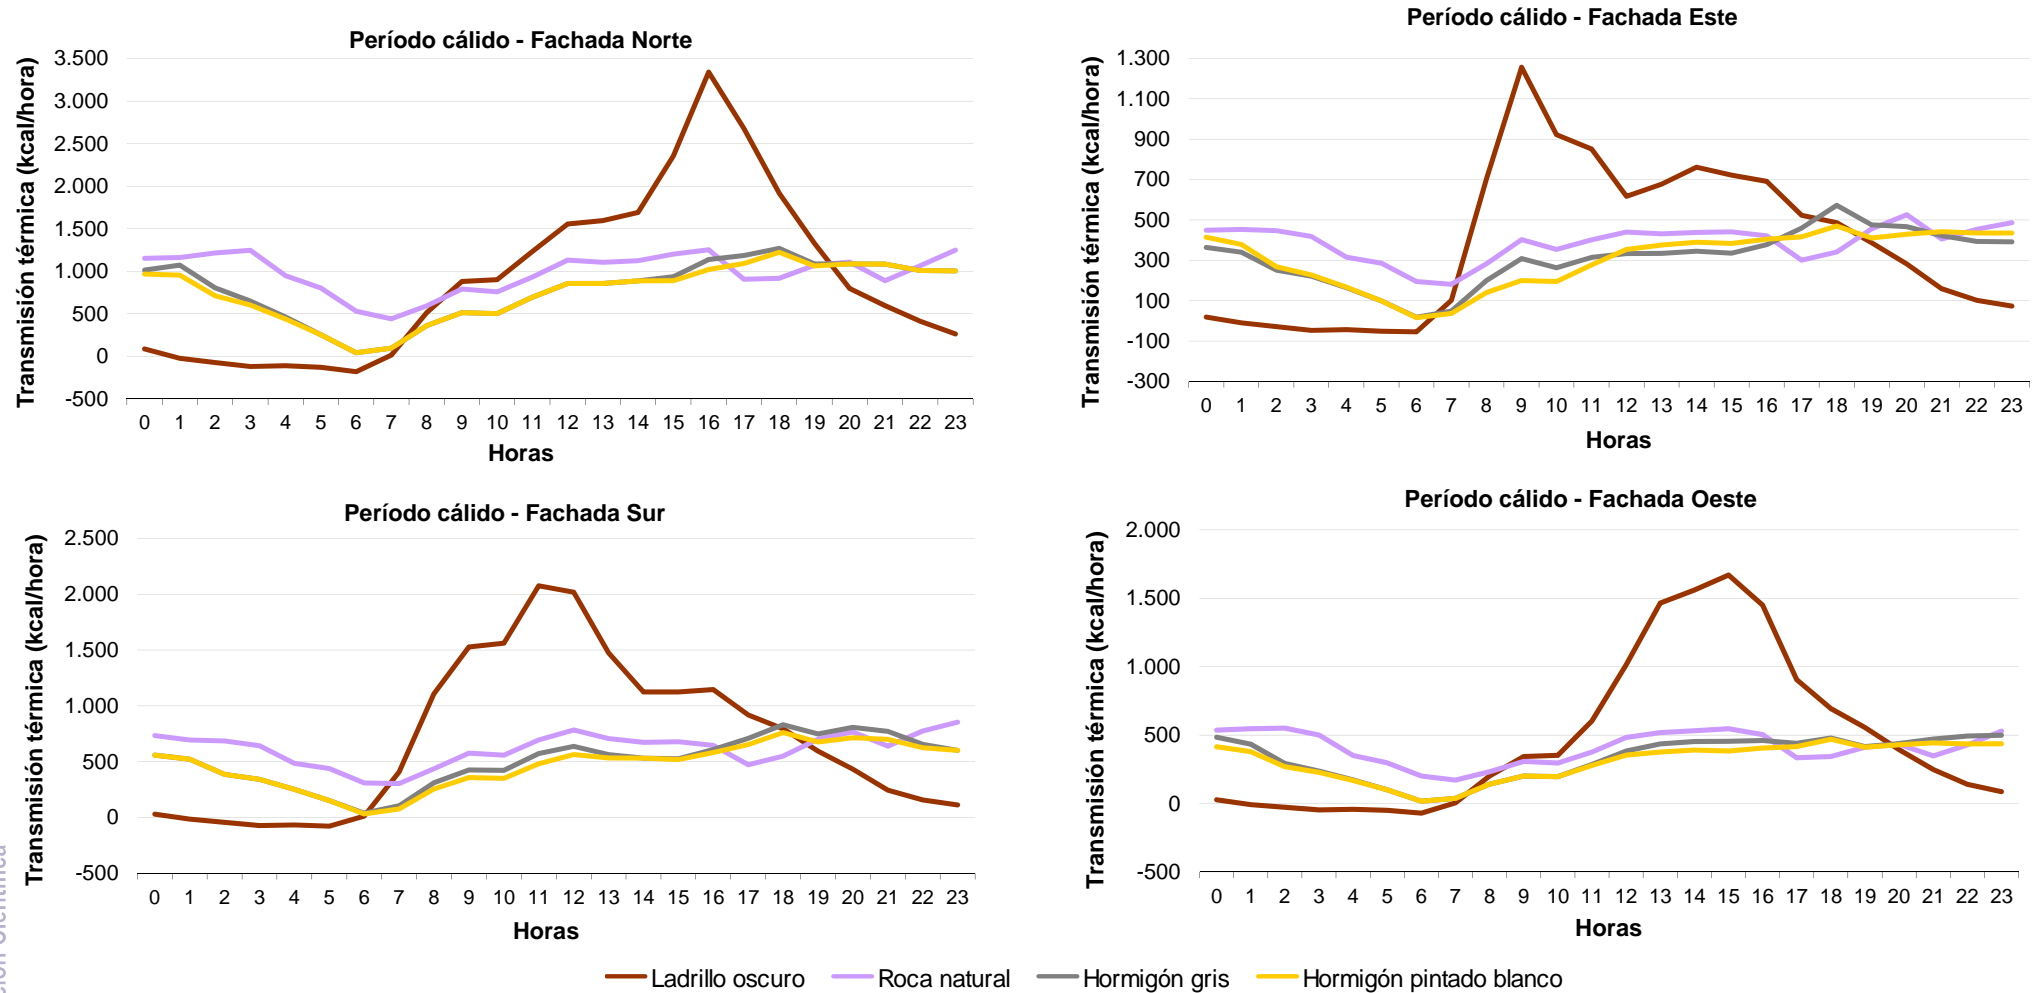 Período cálido - Fachada Norte
Transmisión térmica (kcal/hora)
3.500
3.000
2.500
2.000
1.500
1.000
500
0
-500
0 1 2 3 4 5 6 7 8 9 10 11 12 13 14 15 16 17 18 19 20 21 22 23
Horas
Período cálido - Fachada Este
Transmisión térmica (kcal/hora)
1.300
1.100
900
700
500
300
100
-100
-300
0 1 2 3 4 5 6 7 8 9 10 11 12 13 14 15 16 17 18 19 20 21 22 23
Horas
Período cálido - Fachada Sur
Transmisión térmica (kcal/hora)
2.500
2.000
1.500
1.000
500
0
-500
0 1 2 3 4 5 6 7 8 9 10 11 12 13 14 15 16 17 18 19 20 21 22 23
Horas
Período cálido - Fachada Oeste
Transmisión térmica (kcal/hora)
2.000
1.500
1.000
500
0
-500
0 1 2 3 4 5 6 7 8 9 10 11 12 13 14 15 16 17 18 19 20 21 22 23
Horas
Ladrillo oscuro Roca natural Hormigón gris Hormigón pintado blanco